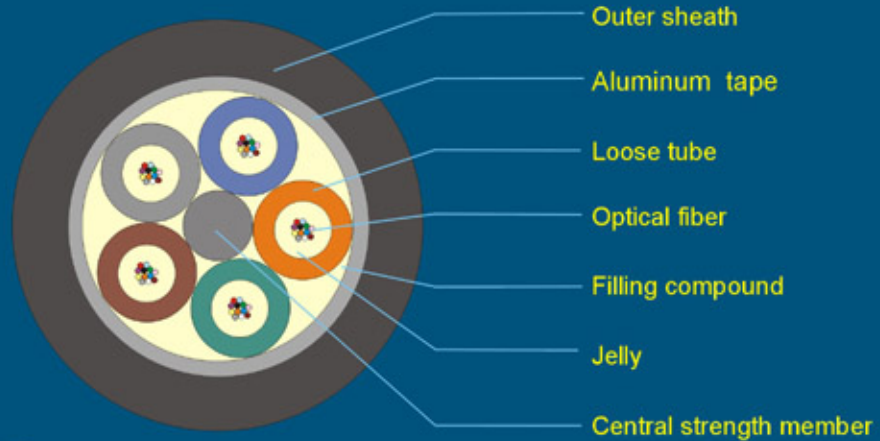 Outer sheath
Aluminum tape
Loose tube
Optical fiber
Filling compound
Jelly
Central strength member